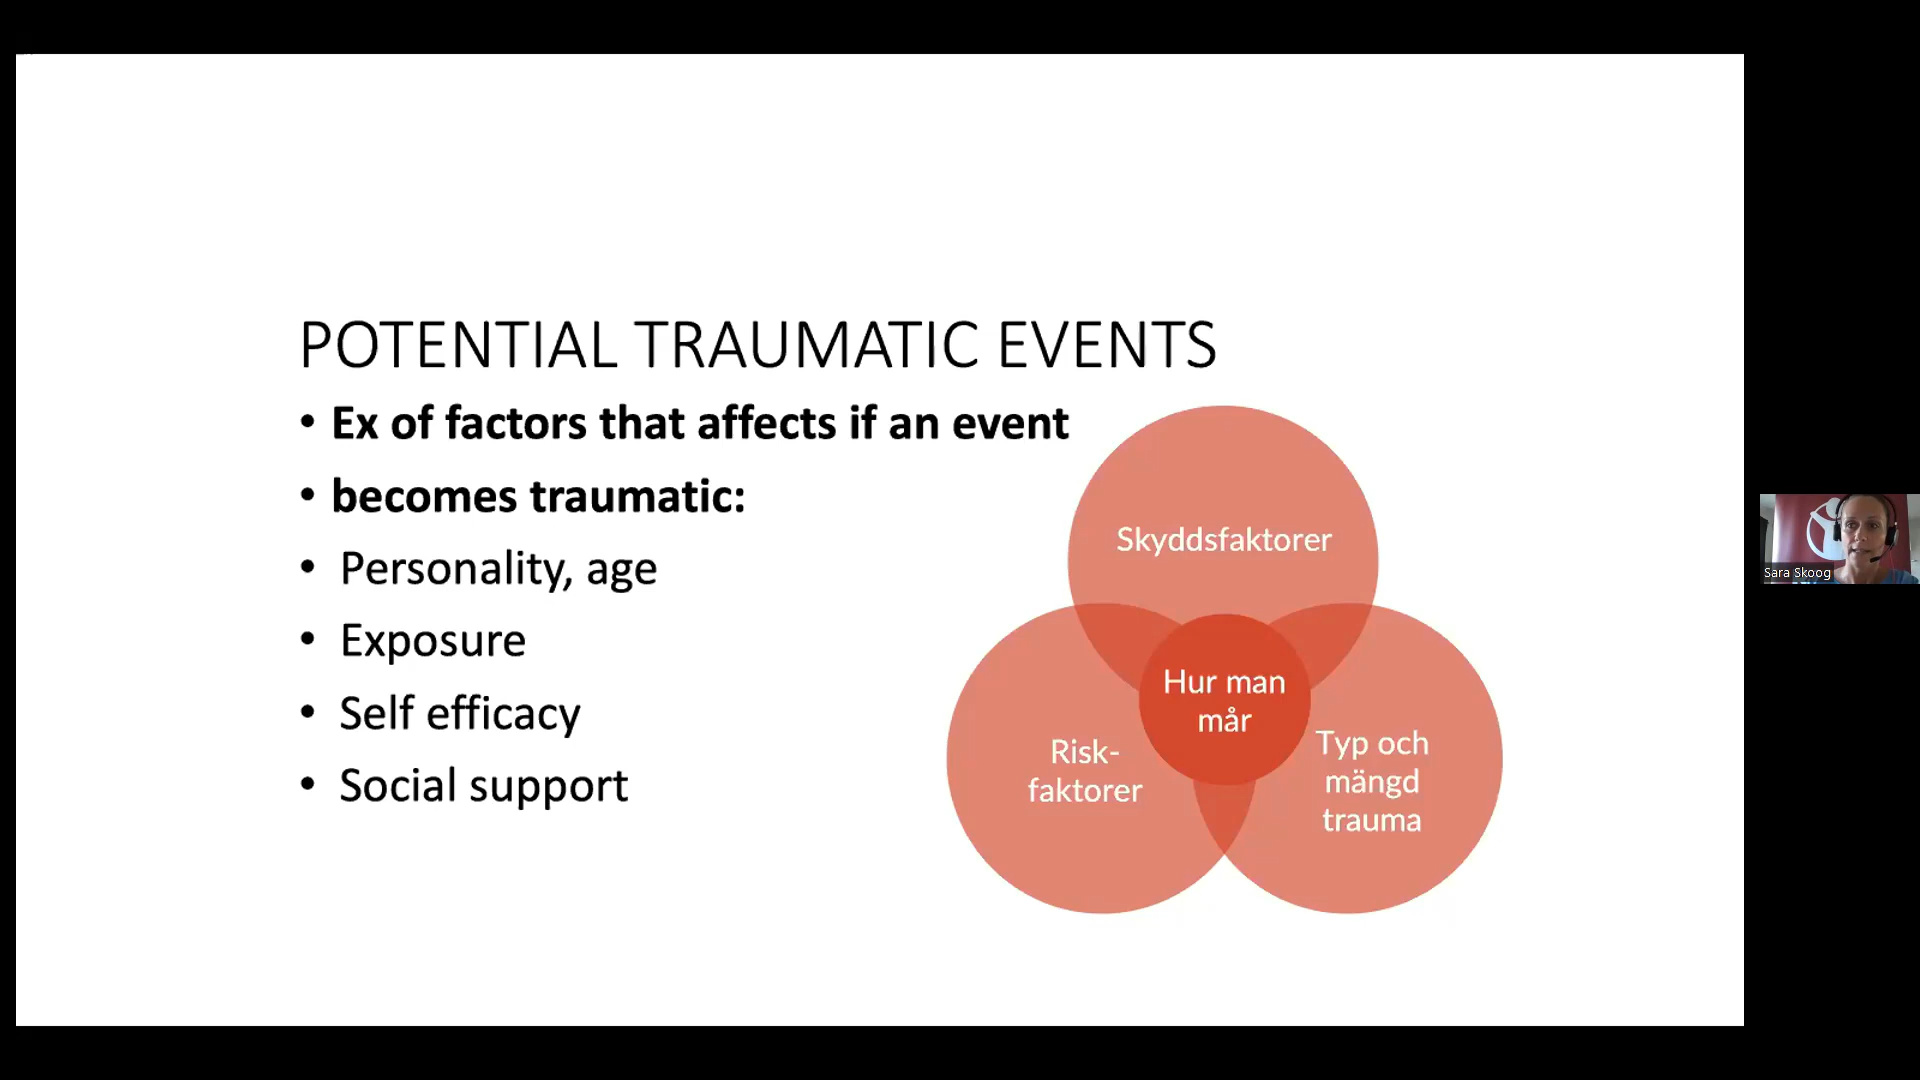 POTENTIAL TRAUMATIC EVENTS
• Ex of factors that affects if an event
• becomes traumatic:
• Personality, age
• Exposure
• Self efficacy
• Social support
Skyddsfaktorer
Hur man
mår
Risk-
faktorer
Typ och
mängd
trauma
Sara Skoog